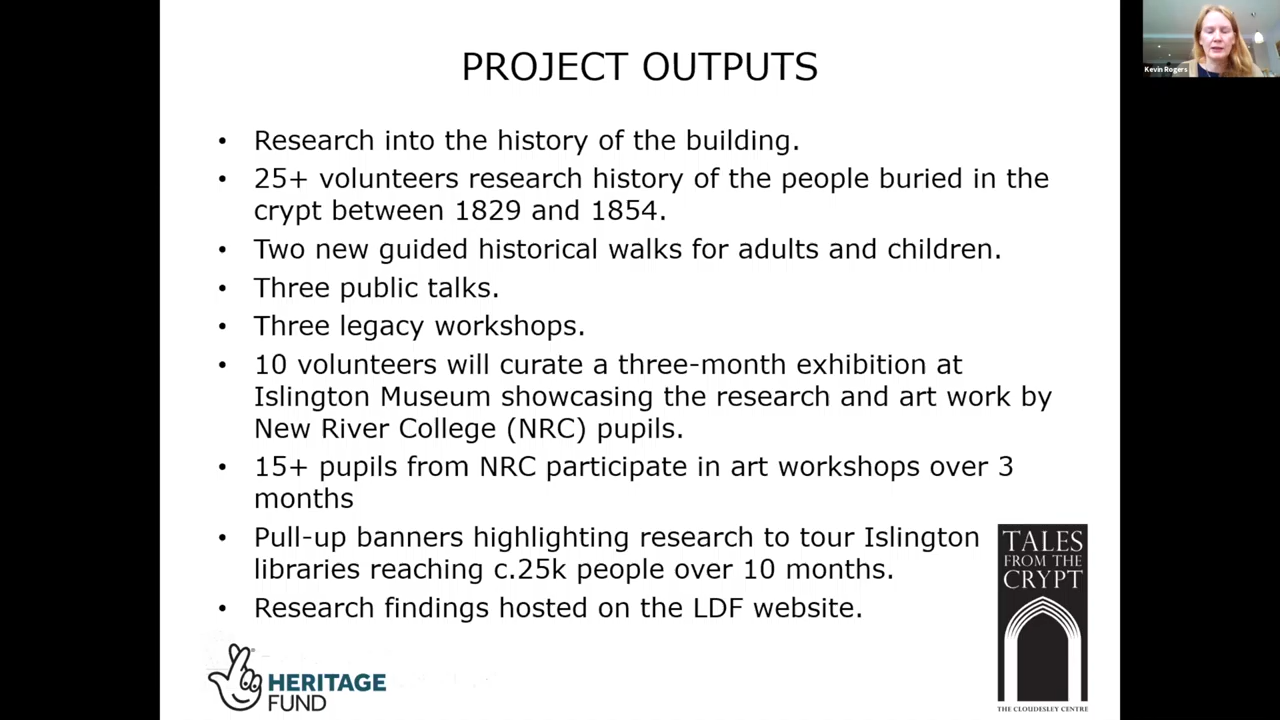 PROJECT OUTPUTS
Kevin Rogers
• Research into the history of the building.
• 25+ volunteers research history of the people buried in the
crypt between 1829 and 1854.
• Two new guided historical walks for adults and children.
• Three public talks.
• Three legacy workshops.
• 10 volunteers will curate a three-month exhibition at
Islington Museum showcasing the research and art work by
New River College (NRC) pupils.
• 15+ pupils from NRC participate in art workshops over 3
months
• Pull-up banners highlighting research to tour Islington
libraries reaching c.25k people over 10 months.
• Research findings hosted on the LDF website.
TALES
FROM THE
CRYPT
THE CLOUDESLEY CENTRE
HERITAGE
FUND